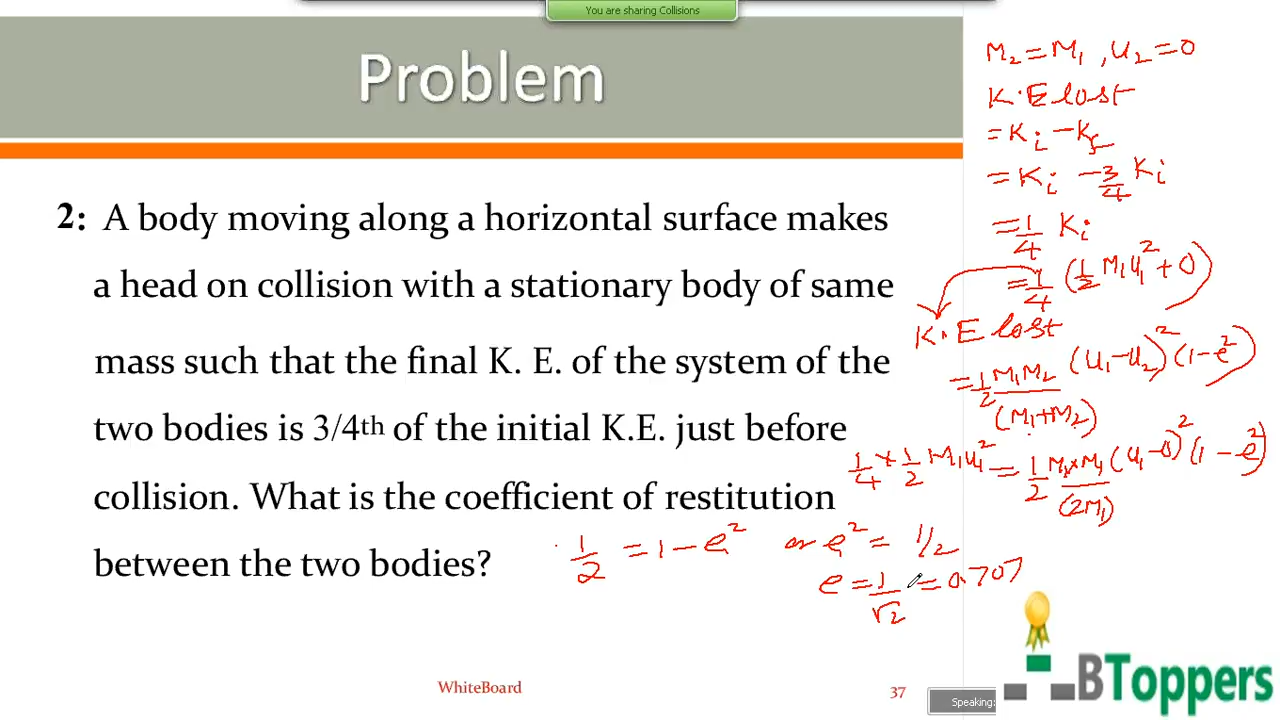 You are sharing Collisions
Problem
2: A body moving along a horizontal surface makes
a head on collision with a stationary body of same
mass such that the final K. E. of the system of the
two bodies is 3/4th of the initial K.E. just before
collision. What is the coefficient of restitution
between the two bodies?
M₂ = M₁ , U₂ = 0
K.E lost
= Kᵢ - K_f
= Kᵢ - 3/4 Kᵢ
= 1/4 Kᵢ
= 1/4 (1/2 M₁U₁² + 0)
K.E lost
= 1/2 M₁M₂/(M₁+M₂) (U₁-U₂)² (1-e²)
1/4 × 1/2 M₁U₁² = 1/2 M₁×M₁/(2M₁) (U₁-0)² (1-e²)
1/2 = 1-e² or e² = 1/2
e = 1/√2 = 0.707
BToppers
WhiteBoard
37
Speaking: